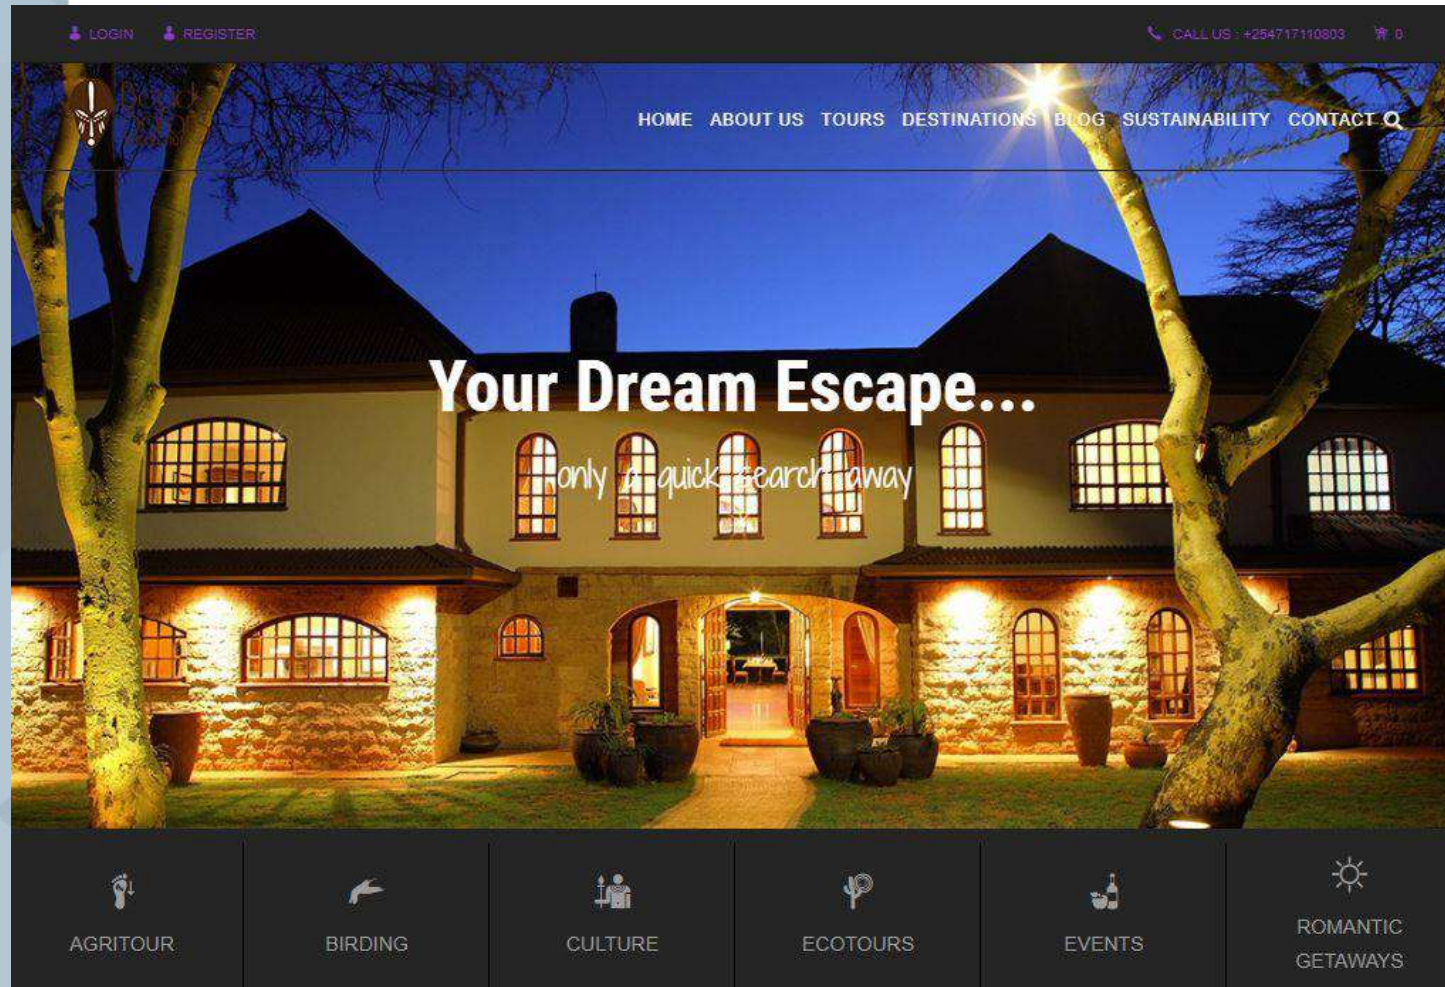 LOGIN
REGISTER
CALL US : +254717110803
0
HOME ABOUT US TOURS DESTINATIONS BLOG SUSTAINABILITY CONTACT
Your Dream Escape...
only a quick search away
AGRITOUR
BIRDING
CULTURE
ECOTOURS
EVENTS
ROMANTIC
GETAWAYS